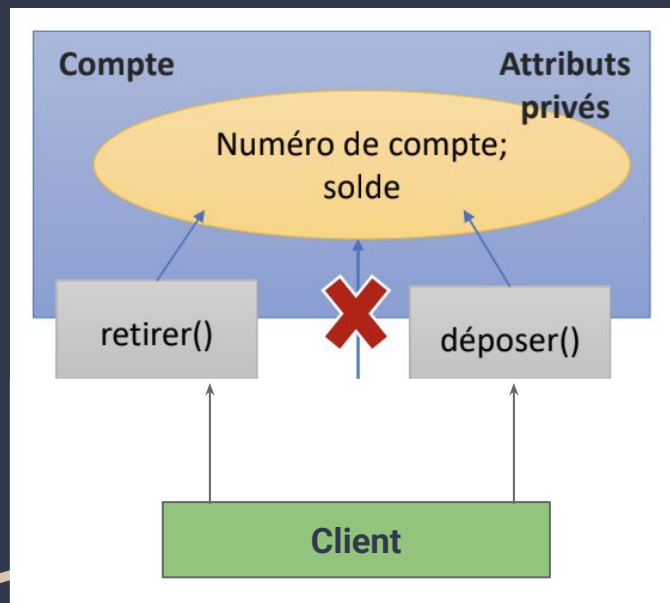 Compte
Attributs
privés
Numéro de compte;
solde
retirer()
déposer()
Client